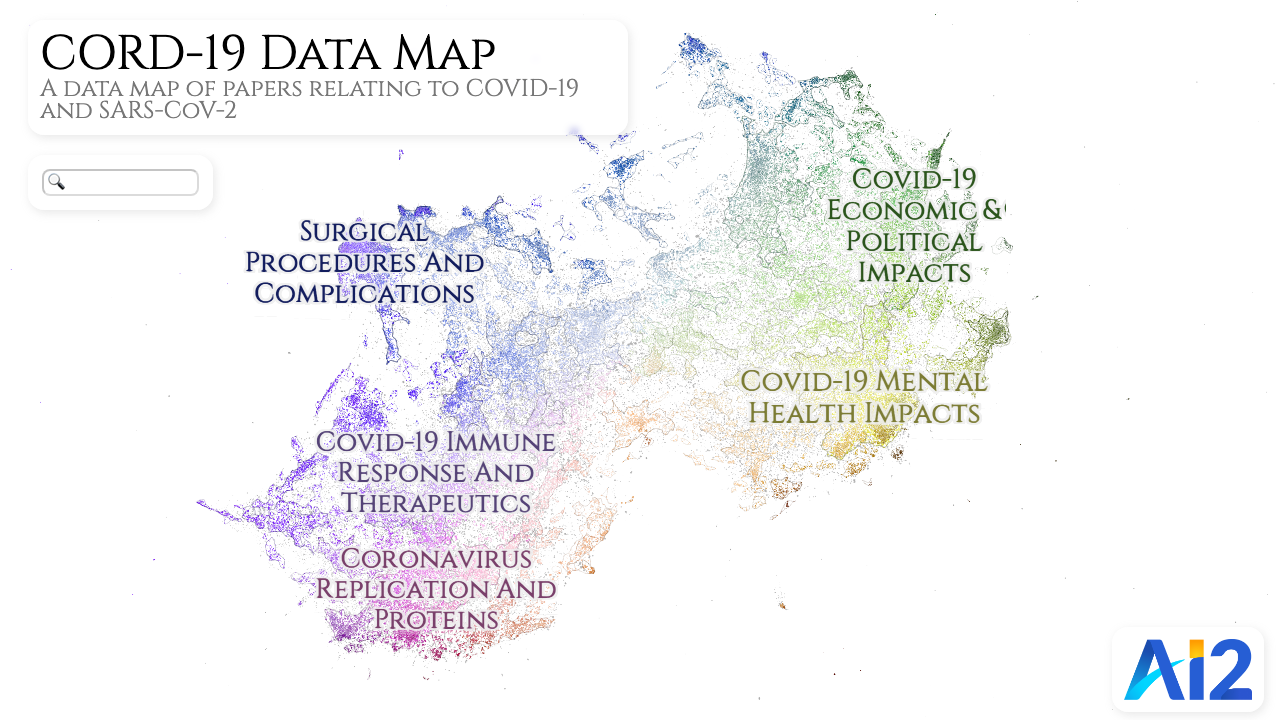 CORD-19 Data Map
A data map of papers relating to COVID-19
and SARS-CoV-2
Surgical
Procedures And
Complications
Covid-19
Economic &
Political
Impacts
Covid-19 Mental
Health Impacts
Covid-19 Immune
Response And
Therapeutics
Coronavirus
Replication And
Proteins
Ai2